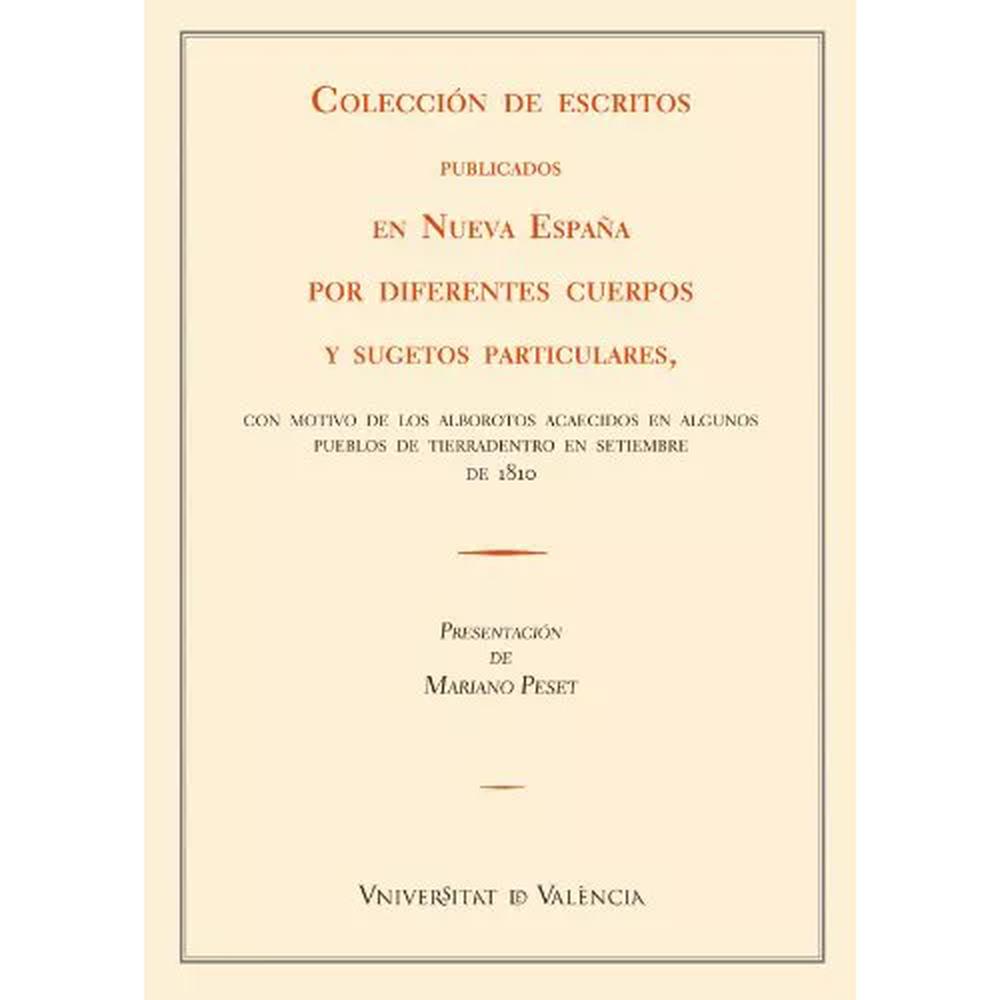 Colección de escritos
publicados
en Nueva España
por diferentes cuerpos
y sugetos particulares,
con motivo de los alborotos acaecidos en algunos
pueblos de tierradentro en setiembre
de 1810
Presentación
de
Mariano Peset
Vniversitat de València